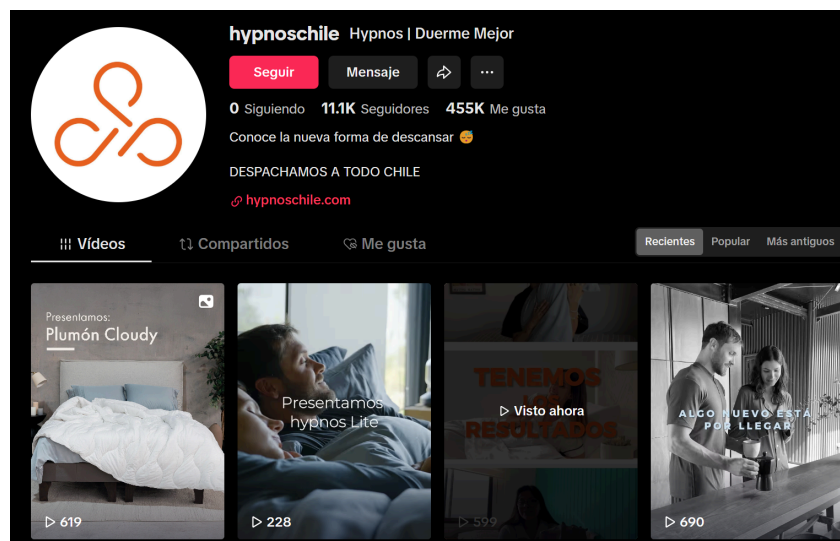 hypnoschile Hypnos | Duerme Mejor
Seguir Mensaje ...
0 Siguiendo 11.1K Seguidores 455K Me gusta
Conoce la nueva forma de descansar 😴
DESPACHAMOS A TODO CHILE
hypnoschile.com
Vídeos Compartidos Me gusta
Recientes Popular Más antiguos
Presentamos:
Plumón Cloudy
619
Presentamos
hypnos Lite
228
TENEMOS
LOS
RESULTADOS
Visto ahora
599
ALGO NUEVO ESTÁ
POR LLEGAR
690